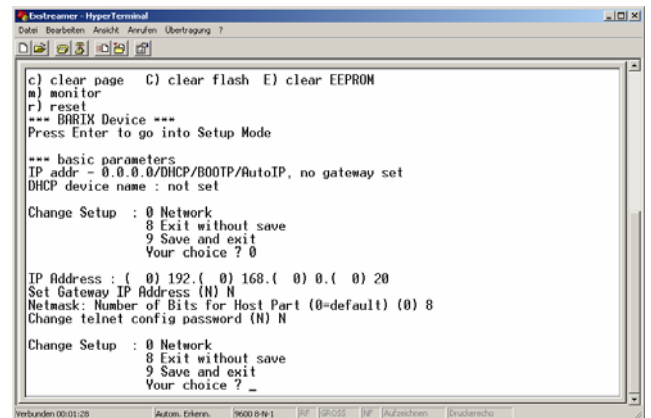 Exstreamer - HyperTerminal
Datei Bearbeiten Ansicht Anrufen Übertragung ?
c) clear page C) clear flash E) clear EEPROM
m) monitor
r) reset
*** BARIX Device ***
Press Enter to go into Setup Mode
*** basic parameters
IP addr - 0.0.0.0/DHCP/BOOTP/AutoIP, no gateway set
DHCP device name : not set
Change Setup : 0 Network
8 Exit without save
9 Save and exit
Your choice ? 0
IP Address : ( 0) 192.( 0) 168.( 0) 0.( 0) 20
Set Gateway IP Address (N) N
Netmask: Number of Bits for Host Part (0=default) (0) 8
Change telnet config password (N) N
Change Setup : 0 Network
8 Exit without save
9 Save and exit
Your choice ? _
Verbunden 00:01:28 Autom. Erkenn. 9600 8-N-1 RF GROSS NF Aufzeichnen Druckerecho